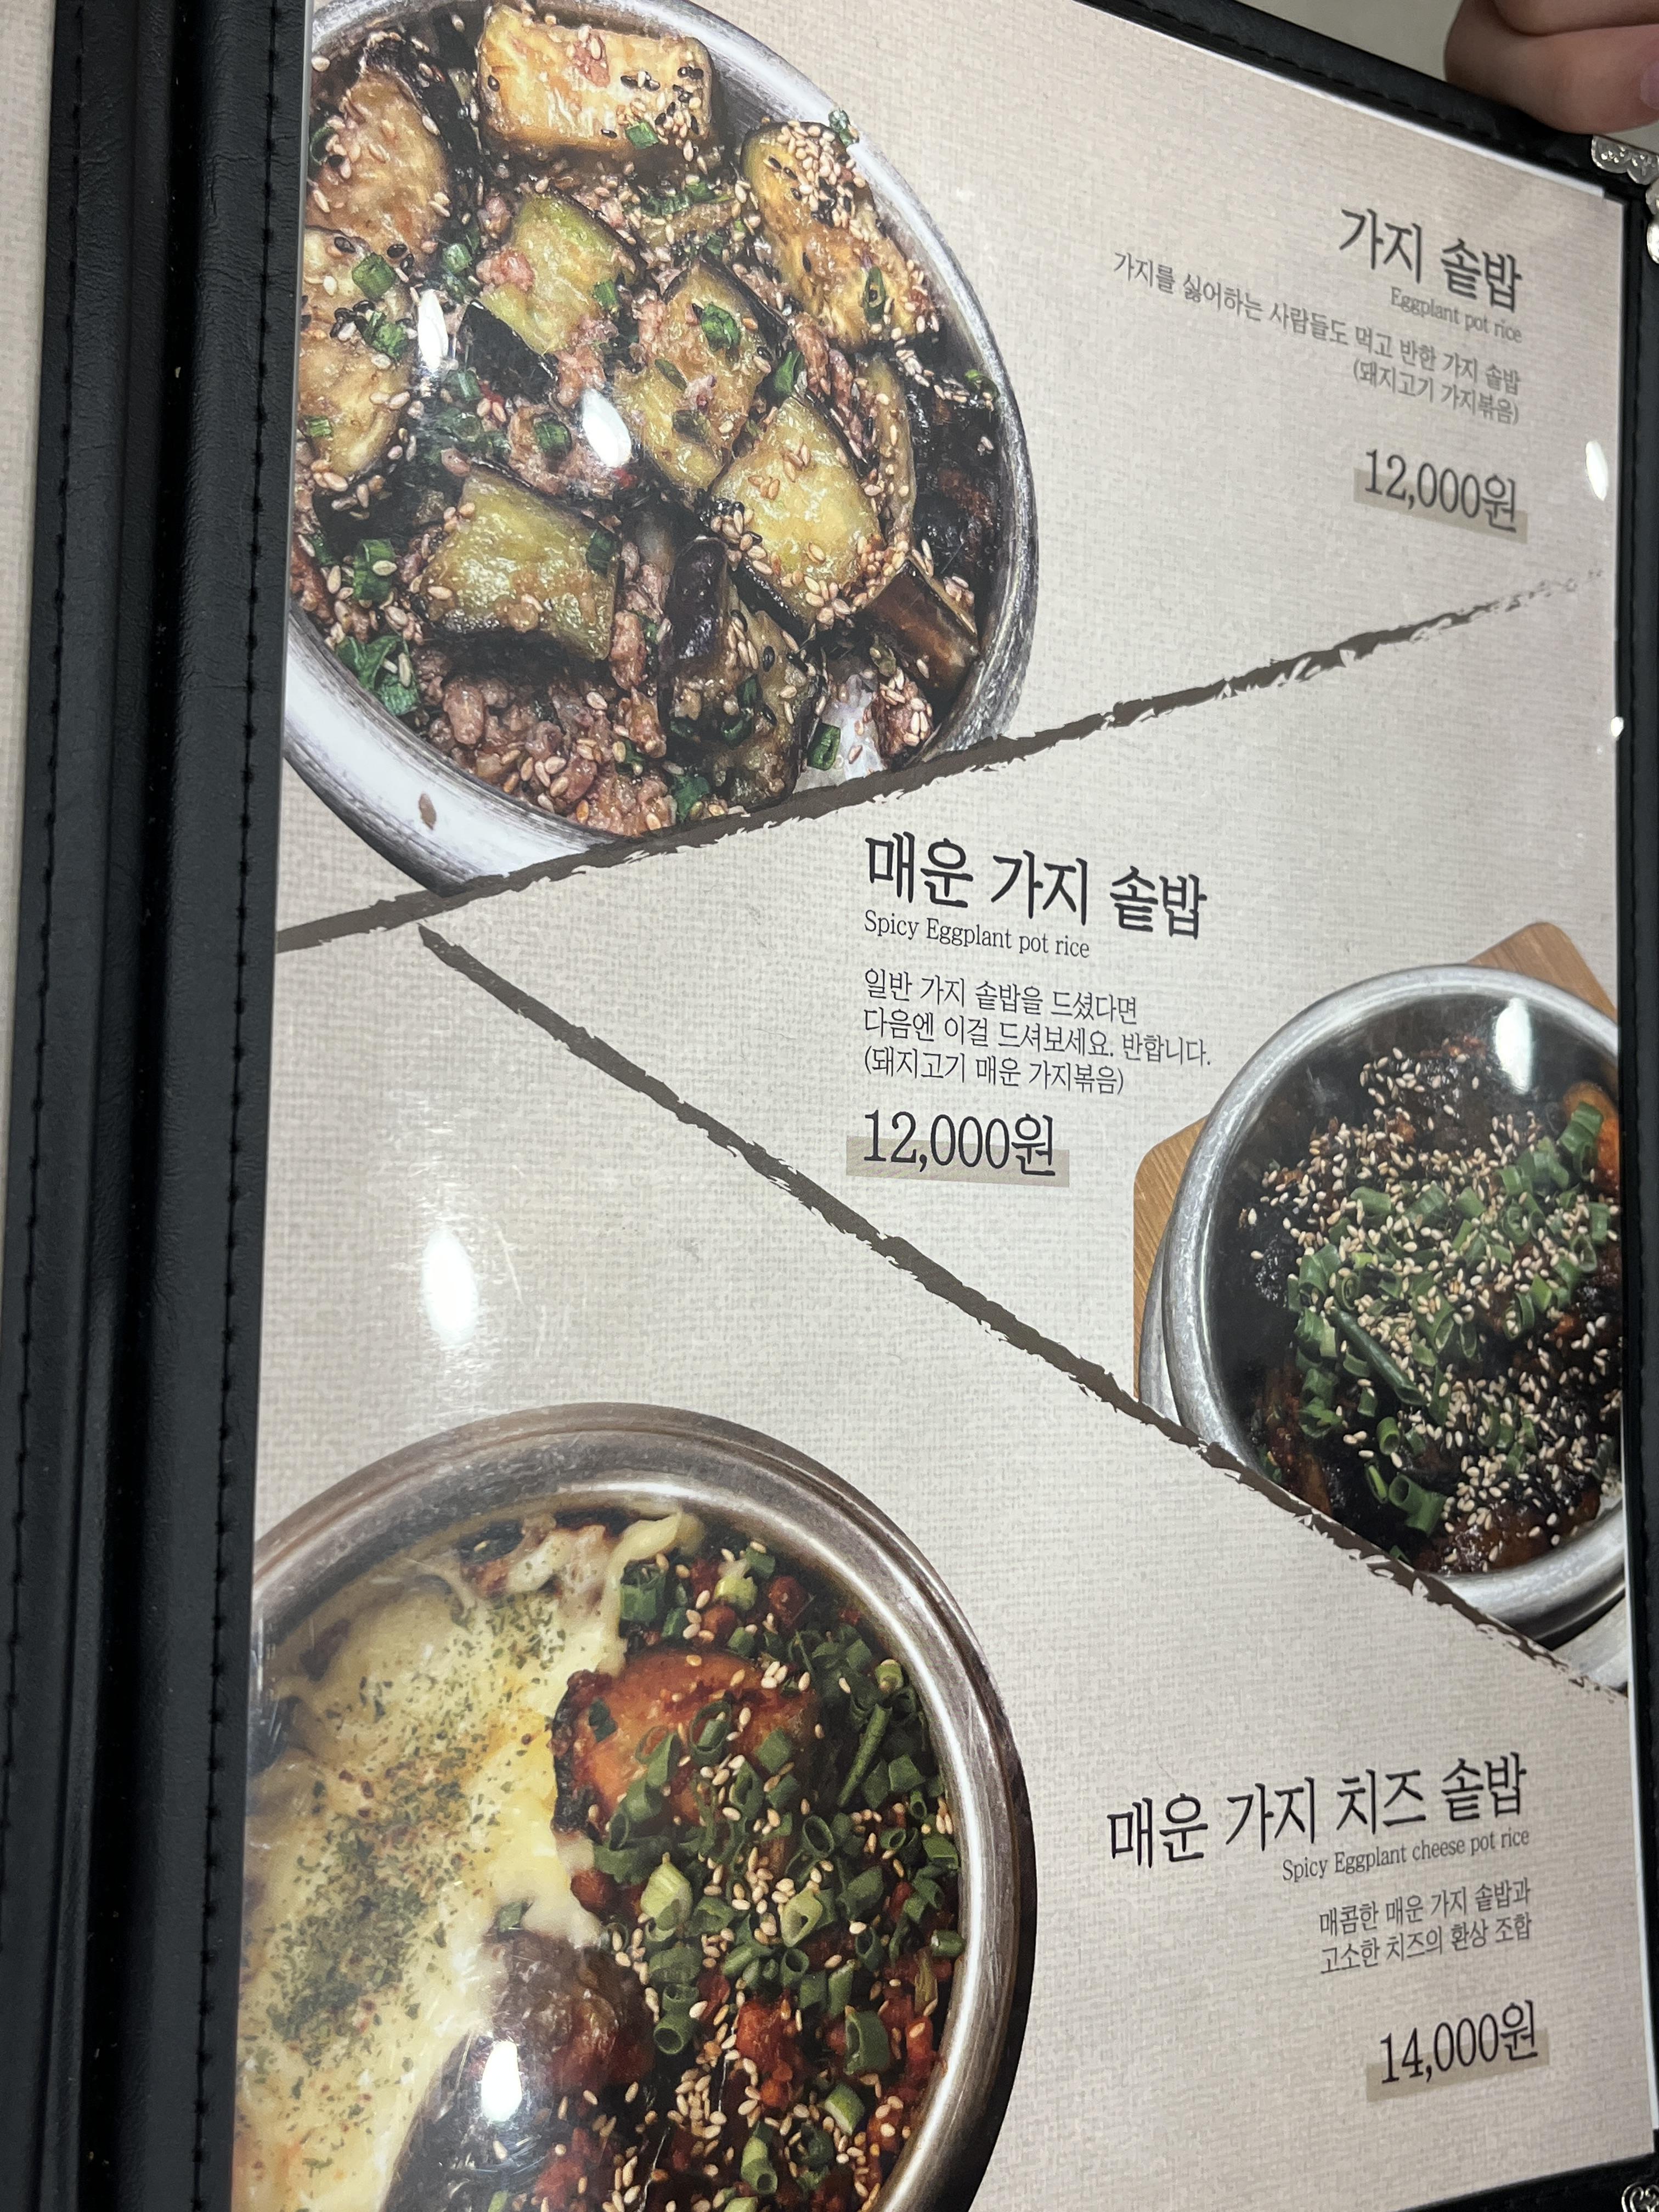 가지 솥밥
Eggplant pot rice
가지를 싫어하는 사람들도 먹고 반한 가지 솥밥
(돼지고기 가지볶음)
12,000원
매운 가지 솥밥
Spicy Eggplant pot rice
일반 가지 솥밥을 드셨다면
다음엔 이걸 드셔보세요. 반합니다.
(돼지고기 매운 가지볶음)
12,000원
매운 가지 치즈 솥밥
Spicy Eggplant cheese pot rice
매콤한 매운 가지 솥밥과
고소한 치즈의 환상 조합
14,000원